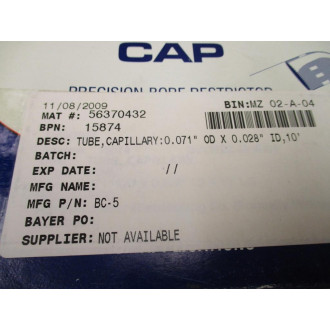 CAP
PRECISION BORE RESTRICTOR
11/08/2009 BIN:MZ 02-A-04
MAT #: 56370432
BPN: 15874
DESC: TUBE,CAPILLARY:0.071" OD X 0.028" ID,10'
BATCH:
EXP DATE: / /
MFG NAME:
MFG P/N: BC-5
BAYER PO:
SUPPLIER: NOT AVAILABLE